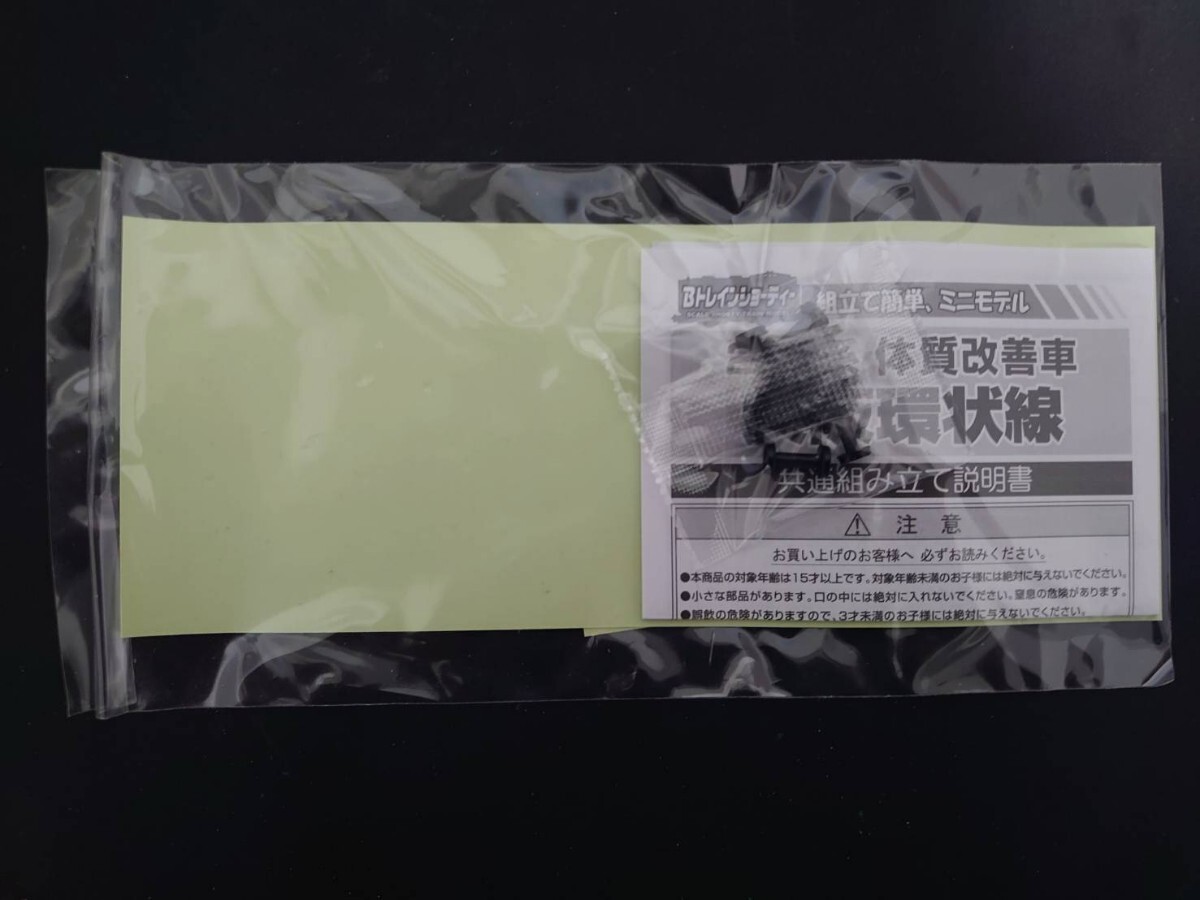 Bトレインショーティー
組立て簡単、ミニモデル
体質改善車
環状線
共通組み立て説明書
注意
お買い上げのお客様へ 必ずお読みください。
●本商品の対象年齢は15才以上です。対象年齢未満のお子様には絶対に与えないでください。
●小さな部品があります。口の中には絶対に入れないでください。窒息の危険があります。
●誤飲の危険がありますので、3才未満のお子様には絶対に与えないでください。